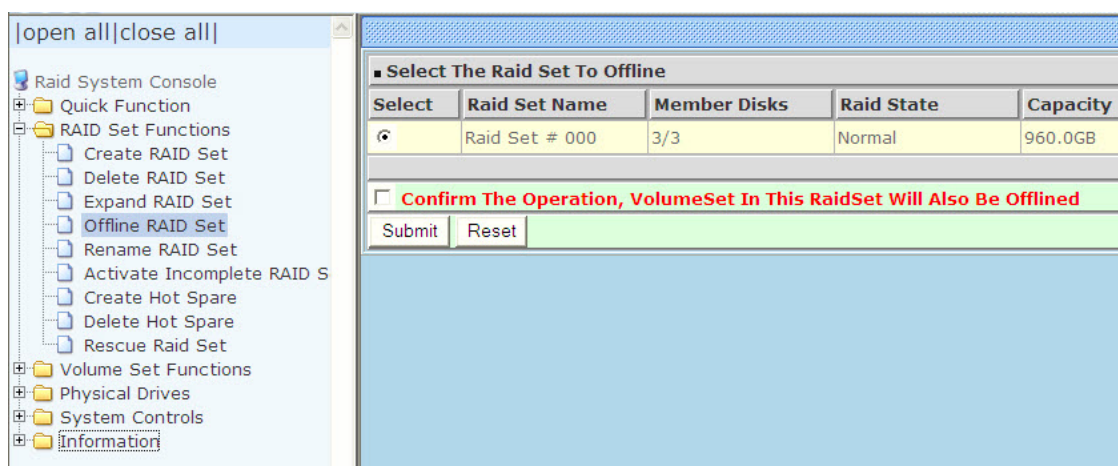 |open all|close all|
Raid System Console
Quick Function
RAID Set Functions
Create RAID Set
Delete RAID Set
Expand RAID Set
Offline RAID Set
Rename RAID Set
Activate Incomplete RAID S
Create Hot Spare
Delete Hot Spare
Rescue Raid Set
Volume Set Functions
Physical Drives
System Controls
Information
Select The Raid Set To Offline
Select Raid Set Name Member Disks Raid State Capacity
Raid Set # 000 3/3 Normal 960.0GB
Confirm The Operation, VolumeSet In This RaidSet Will Also Be Offlined
Submit Reset